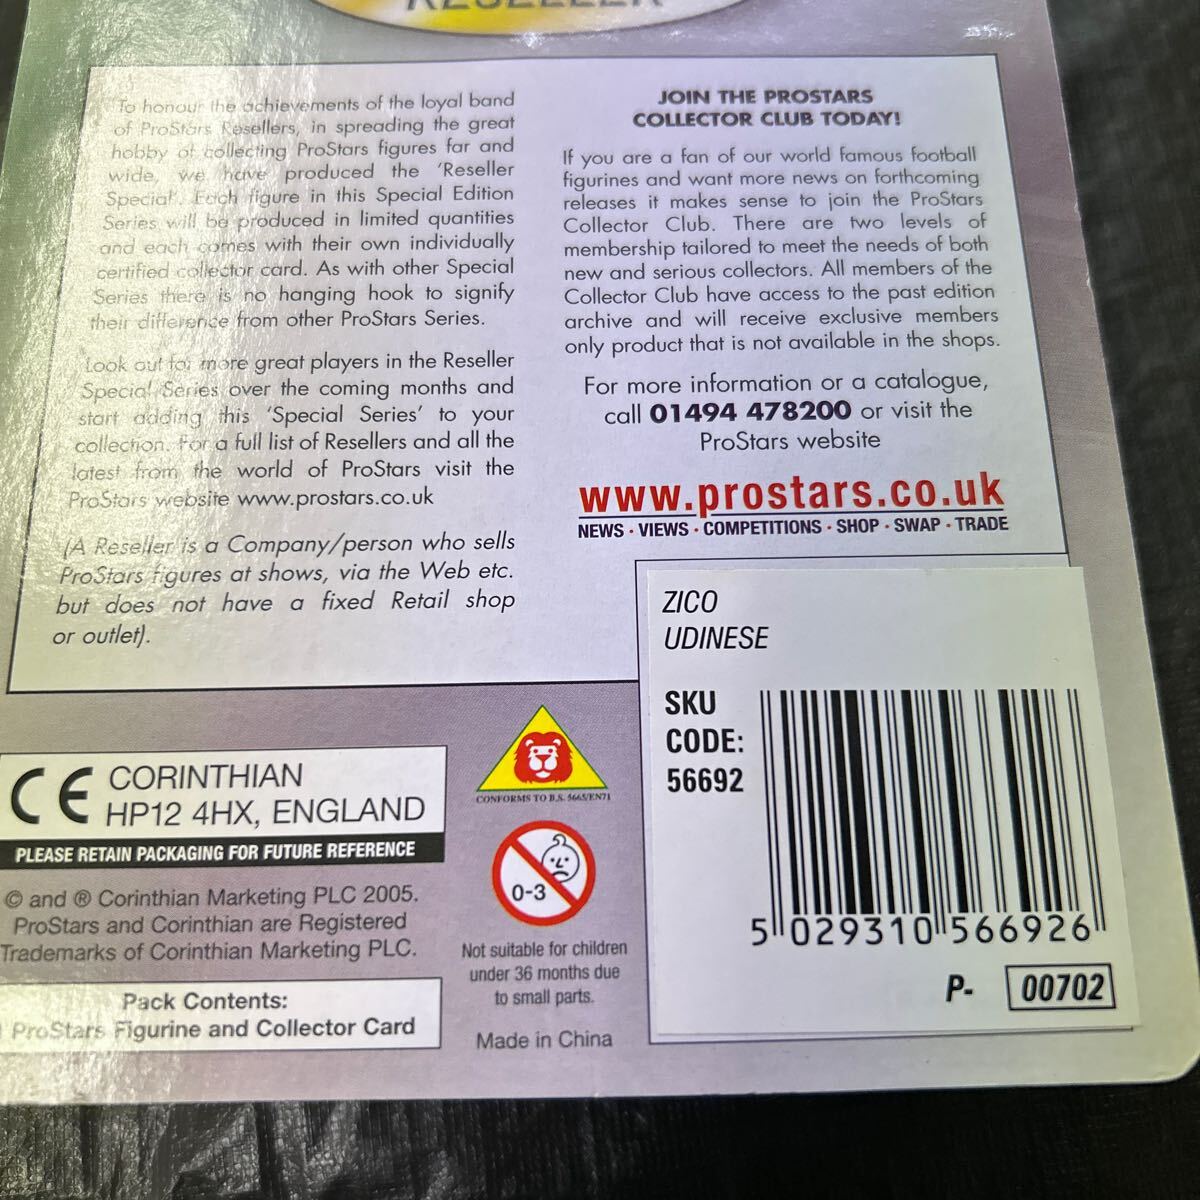 RESELLER
To honour the achievements of the loyal band
of ProStars Resellers, in spreading the great
hobby of collecting ProStars figures far and
wide, we have produced the 'Reseller
Special'. Each figure in this Special Edition
Series will be produced in limited quantities
and each comes with their own individually
certified collector card. As with other Special
Series there is no hanging hook to signify
their difference from other ProStars Series.
Look out for more great players in the Reseller
Special Series over the coming months and
start adding this 'Special Series' to your
collection. For a full list of Resellers and all the
latest from the world of ProStars visit the
ProStars website www.prostars.co.uk
(A Reseller is a Company/person who sells
ProStars figures at shows, via the Web etc.
but does not have a fixed Retail shop
or outlet).
JOIN THE PROSTARS
COLLECTOR CLUB TODAY!
If you are a fan of our world famous football
figurines and want more news on forthcoming
releases it makes sense to join the ProStars
Collector Club. There are two levels of
membership tailored to meet the needs of both
new and serious collectors. All members of the
Collector Club have access to the past edition
archive and will receive exclusive members
only product that is not available in the shops.
For more information or a catalogue,
call 01494 478200 or visit the
ProStars website
www.prostars.co.uk
NEWS · VIEWS · COMPETITIONS · SHOP · SWAP · TRADE
ZICO
UDINESE
SKU
CODE:
56692
5 029310 566926
P- 00702
CE CORINTHIAN
HP12 4HX, ENGLAND
PLEASE RETAIN PACKAGING FOR FUTURE REFERENCE
© and ® Corinthian Marketing PLC 2005.
ProStars and Corinthian are Registered
Trademarks of Corinthian Marketing PLC.
Pack Contents:
ProStars Figurine and Collector Card
CONFORMS TO B.S. 5665/EN71
0-3
Not suitable for children
under 36 months due
to small parts.
Made in China